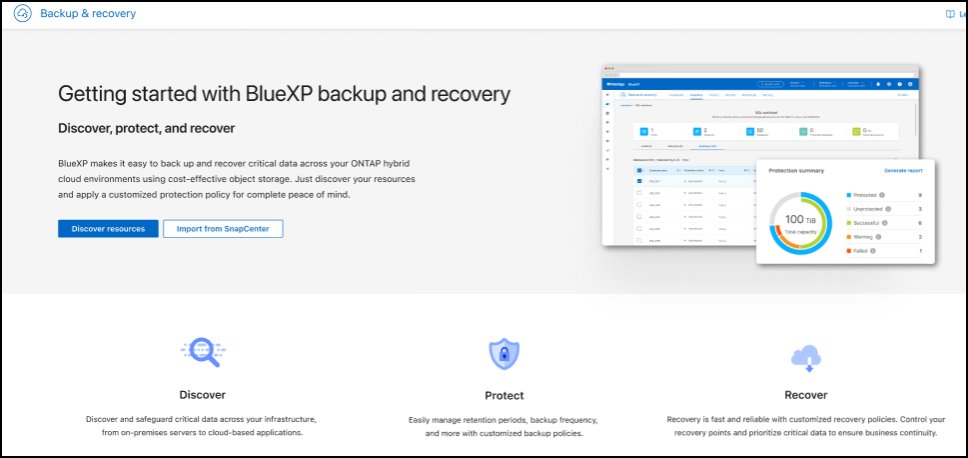 Backup & recovery
Getting started with BlueXP backup and recovery
Discover, protect, and recover
BlueXP makes it easy to back up and recover critical data across your ONTAP hybrid
cloud environments using cost-effective object storage. Just discover your resources
and apply a customized protection policy for complete peace of mind.
Discover resources
Import from SnapCenter
BlueXP
Protection summary
Generate report
100 TiB
Total capacity
Protected 9
Unprotected 3
Successful 6
Warning 2
Failed 1
Discover
Discover and safeguard critical data across your infrastructure,
from on-premises servers to cloud-based applications.
Protect
Easily manage retention periods, backup frequency,
and more with customized backup policies.
Recover
Recovery is fast and reliable with customized recovery policies. Control your
recovery points and prioritize critical data to ensure business continuity.